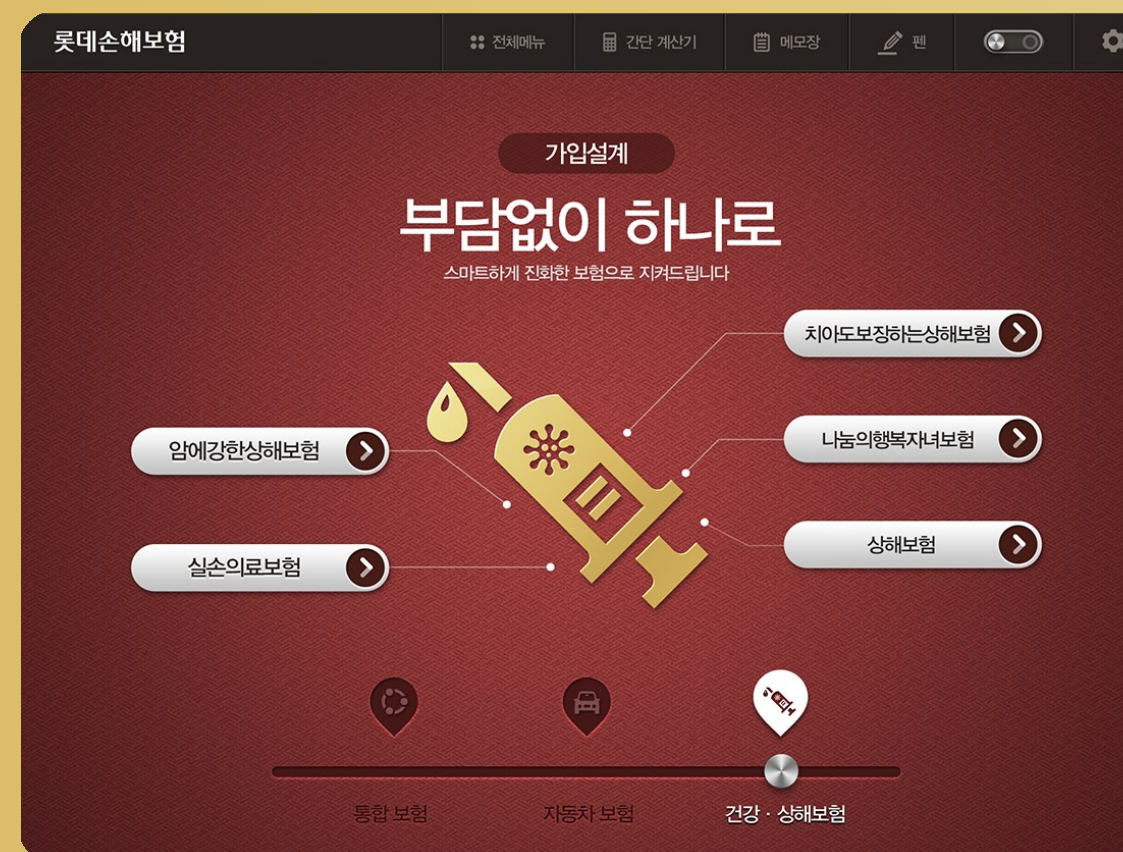 롯데손해보험
전체메뉴
간단 계산기
메모장
펜
가입설계
부담없이 하나로
스마트하게 진화한 보험으로 지켜드립니다
치아도보장하는상해보험
암에강한상해보험
나눔의행복자녀보험
실손의료보험
상해보험
통합 보험
자동차 보험
건강 · 상해보험